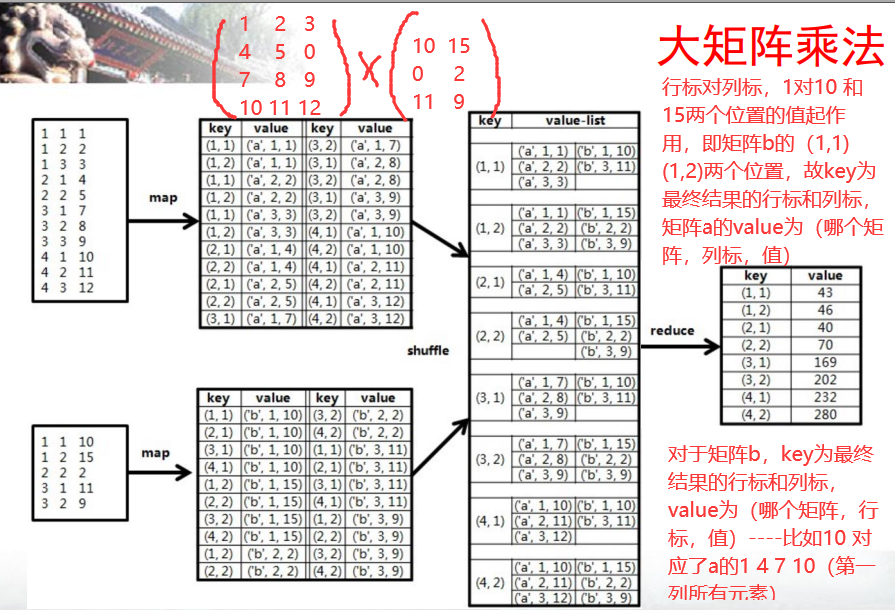 大矩阵乘法
1 2 3
4 5 0
7 8 9
10 11 12
X
10 15
0 2
11 9
行标对列标，1对10 和
15两个位置的值起作
用，即矩阵b的（1,1)
(1,2)两个位置，故key为
最终结果的行标和列标，
矩阵a的value为（哪个矩
阵，列标，值）
1 1 1
1 2 2
1 3 3
2 1 4
2 2 5
3 1 7
3 2 8
3 3 9
4 1 10
4 2 11
4 3 12
map
key value key value
(1, 1) ('a', 1, 1) (3, 2) ('a', 1, 7)
(1, 2) ('a', 1, 1) (3, 1) ('a', 2, 8)
(1, 1) ('a', 2, 2) (3, 2) ('a', 2, 8)
(1, 2) ('a', 2, 2) (3, 1) ('a', 3, 9)
(1, 1) ('a', 3, 3) (3, 2) ('a', 3, 9)
(1, 2) ('a', 3, 3) (4, 1) ('a', 1, 10)
(2, 1) ('a', 1, 4) (4, 2) ('a', 1, 10)
(2, 2) ('a', 1, 4) (4, 1) ('a', 2, 11)
(2, 1) ('a', 2, 5) (4, 2) ('a', 2, 11)
(2, 2) ('a', 2, 5) (4, 1) ('a', 3, 12)
(3, 1) ('a', 1, 7) (4, 2) ('a', 3, 12)
1 1 10
1 2 15
2 2 2
3 1 11
3 2 9
map
key value key value
(1, 1) ('b', 1, 10) (3, 2) ('b', 2, 2)
(2, 1) ('b', 1, 10) (4, 2) ('b', 2, 2)
(3, 1) ('b', 1, 10) (1, 1) ('b', 3, 11)
(4, 1) ('b', 1, 10) (2, 1) ('b', 3, 11)
(1, 2) ('b', 1, 15) (3, 1) ('b', 3, 11)
(2, 2) ('b', 1, 15) (4, 1) ('b', 3, 11)
(3, 2) ('b', 1, 15) (1, 2) ('b', 3, 9)
(4, 2) ('b', 1, 15) (2, 2) ('b', 3, 9)
(1, 2) ('b', 2, 2) (3, 2) ('b', 3, 9)
(2, 2) ('b', 2, 2) (4, 2) ('b', 3, 9)
shuffle
key value-list
('a', 1, 1) ('b', 1, 10)
(1, 1) ('a', 2, 2) ('b', 3, 11)
('a', 3, 3)
('a', 1, 1) ('b', 1, 15)
(1, 2) ('a', 2, 2) ('b', 2, 2)
('a', 3, 3) ('b', 3, 9)
(2, 1) ('a', 1, 4) ('b', 1, 10)
('a', 2, 5) ('b', 3, 11)
('a', 1, 4) ('b', 1, 15)
(2, 2) ('a', 2, 5) ('b', 2, 2)
('b', 3, 9)
('a', 1, 7) ('b', 1, 10)
(3, 1) ('a', 2, 8) ('b', 3, 11)
('a', 3, 9)
('a', 1, 7) ('b', 1, 15)
(3, 2) ('a', 2, 8) ('b', 2, 2)
('a', 3, 9) ('b', 3, 9)
('a', 1, 10) ('b', 1, 10)
(4, 1) ('a', 2, 11) ('b', 3, 11)
('a', 3, 12)
('a', 1, 10) ('b', 1, 15)
(4, 2) ('a', 2, 11) ('b', 2, 2)
('a', 3, 12) ('b', 3, 9)
reduce
key value
(1, 1) 43
(1, 2) 46
(2, 1) 40
(2, 2) 70
(3, 1) 169
(3, 2) 202
(4, 1) 232
(4, 2) 280
对于矩阵b，key为最终
结果的行标和列标，
value为（哪个矩阵，行
标，值）----比如10 对
应了a的1 4 7 10（第一
列所有元素）